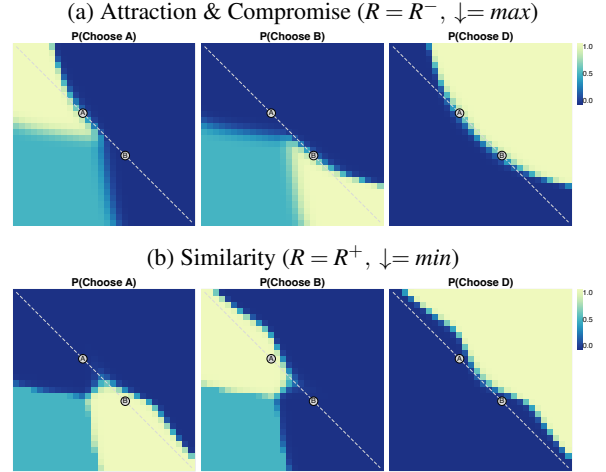 (a) Attraction & Compromise (R = R⁻, ↓= max)
P(Choose A) P(Choose B) P(Choose D)
1.0
A A A
0.5
B B B
0.0
(b) Similarity (R = R⁺, ↓= min)
P(Choose A) P(Choose B) P(Choose D)
1.0
A A A
0.5
B B B
0.0